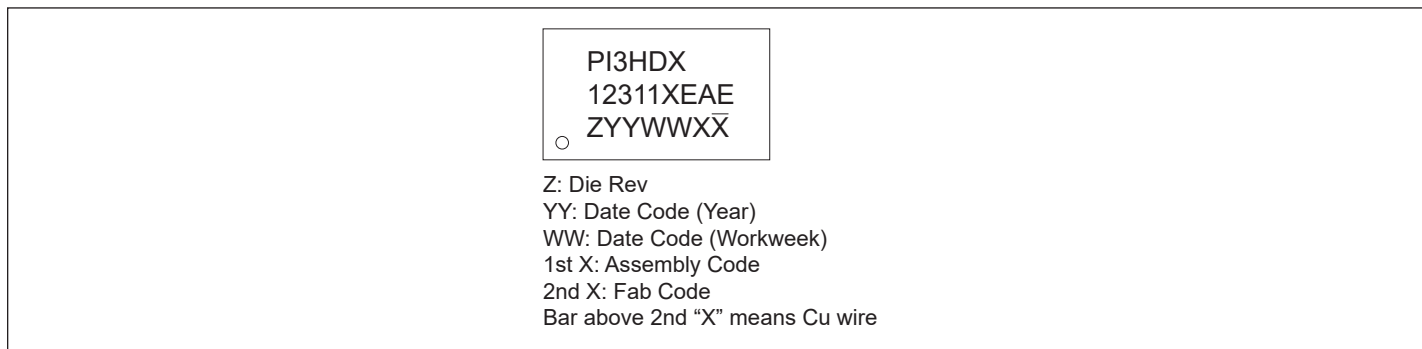 PI3HDX
12311XEAE
ZYYWWXX̅
Z: Die Rev
YY: Date Code (Year)
WW: Date Code (Workweek)
1st X: Assembly Code
2nd X: Fab Code
Bar above 2nd “X” means Cu wire